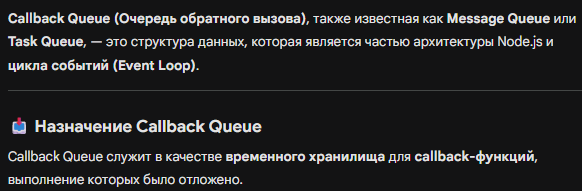 Callback Queue (Очередь обратного вызова), также известная как Message Queue или
Task Queue, — это структура данных, которая является частью архитектуры Node.js и
цикла событий (Event Loop).
Назначение Callback Queue
Callback Queue служит в качестве временного хранилища для callback-функций,
выполнение которых было отложено.